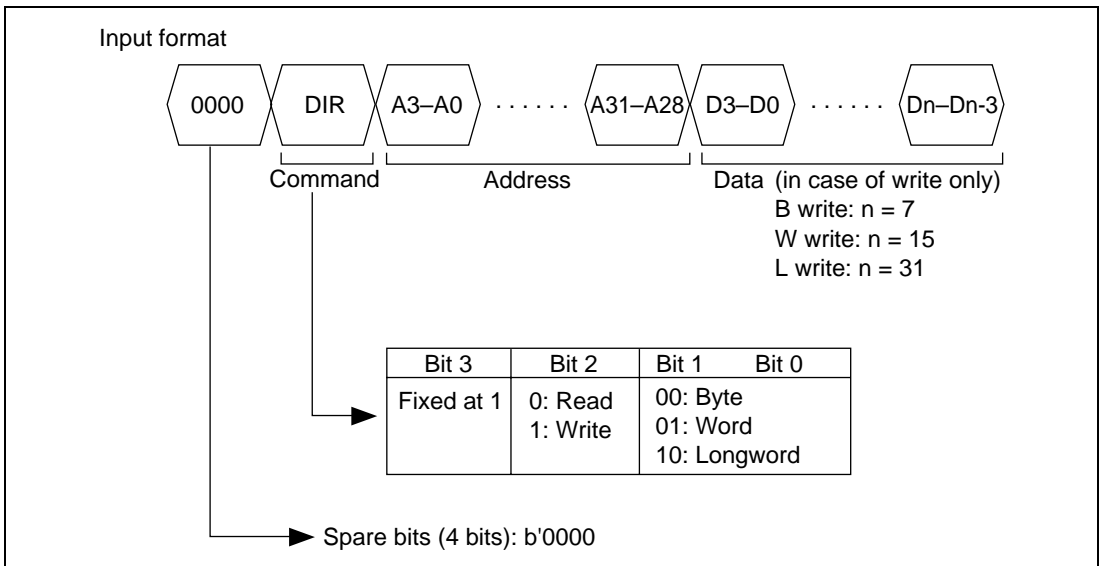 Input format
0000 DIR A3–A0 · · · · · · A31–A28 D3–D0 · · · · · · Dn–Dn-3
Command Address Data (in case of write only)
B write: n = 7
W write: n = 15
L write: n = 31
Bit 3 Bit 2 Bit 1 Bit 0
Fixed at 1 0: Read 00: Byte
1: Write 01: Word
10: Longword
Spare bits (4 bits): b'0000